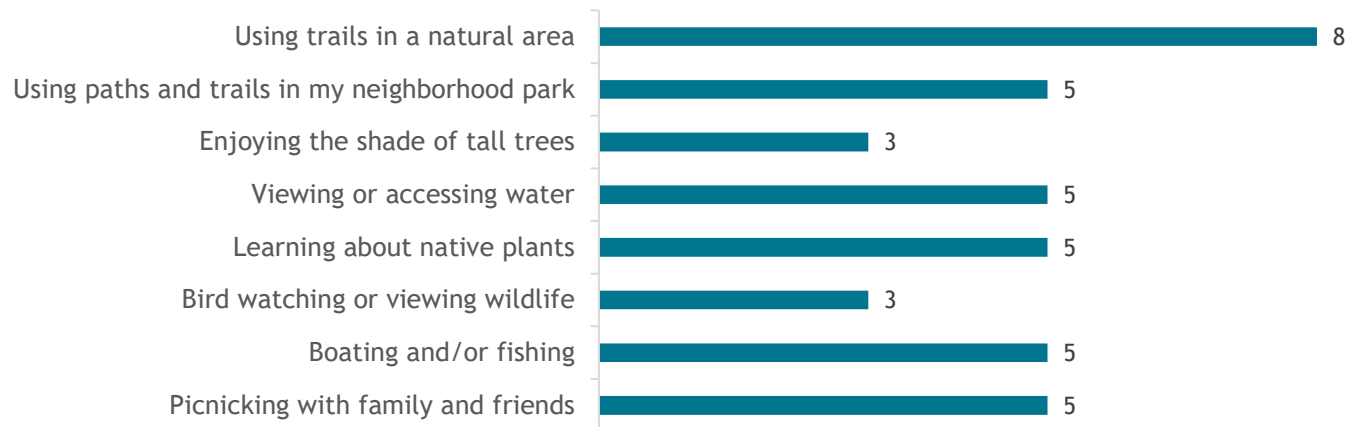 Using trails in a natural area 8
Using paths and trails in my neighborhood park 5
Enjoying the shade of tall trees 3
Viewing or accessing water 5
Learning about native plants 5
Bird watching or viewing wildlife 3
Boating and/or fishing 5
Picnicking with family and friends 5